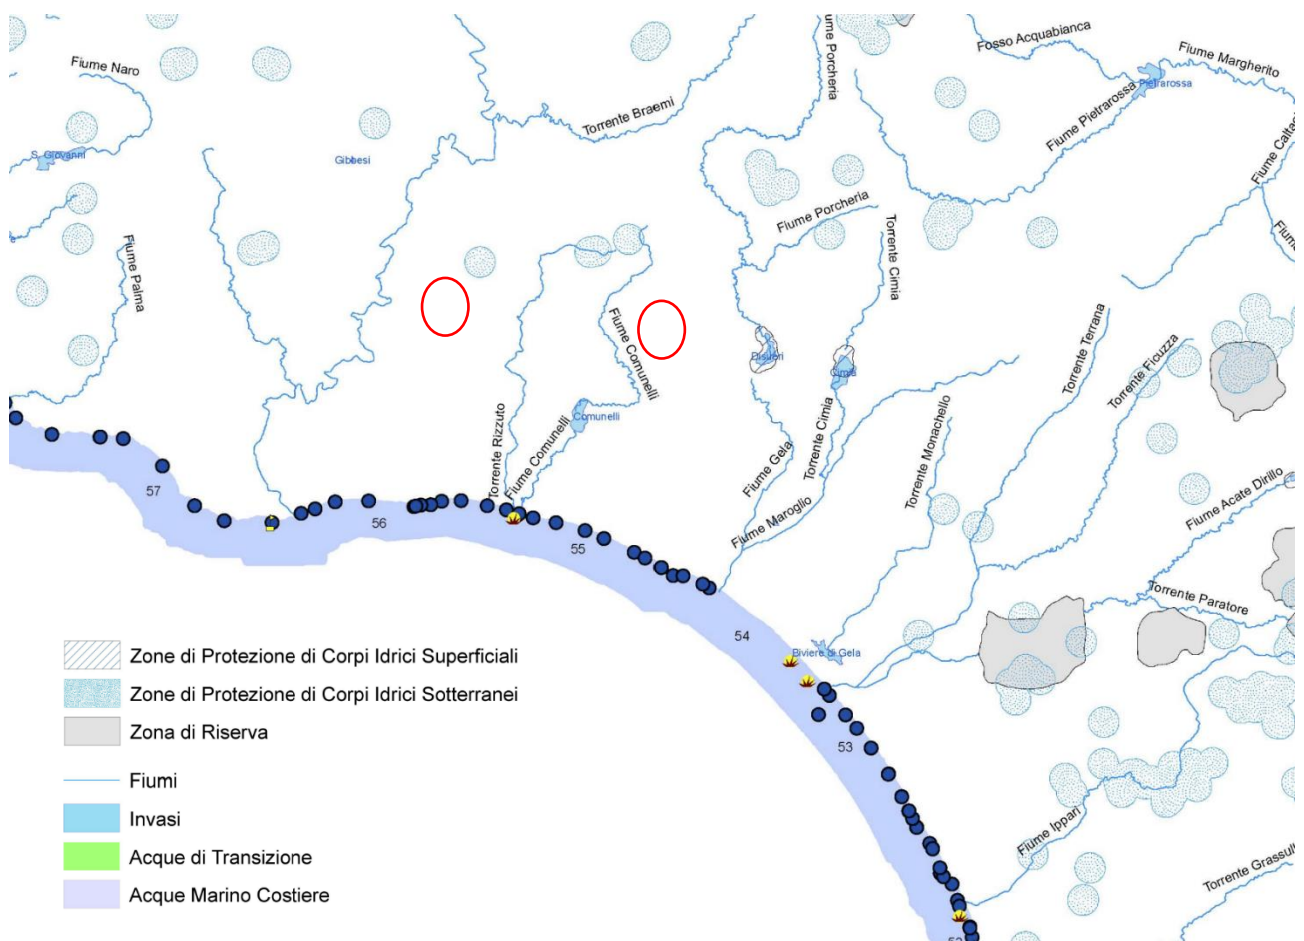 Fiume Naro
S. Giovanni
Gibbesi
Fiume Palma
Torrente Braemi
Fiume Porcheria
Fosso Acquabianca
Fiume Margherito
Pietrarossa
Fiume Pietrarossa
Fiume
Fiume Porcheria
Torrente Cimia
Disueri
Cimia
Fiume Comunelli
Comunelli
Torrente Rizzuto
Fiume Comunelli
Fiume Gela
Torrente Cimia
Fiume Maroglio
Torrente Monachello
Torrente Terrana
Torrente Ficuzza
Fiume Acate Dirillo
Torrente Paratore
Biviere di Gela
Fiume Ippari
57
56
55
54
53
Zone di Protezione di Corpi Idrici Superficiali
Zone di Protezione di Corpi Idrici Sotterranei
Zona di Riserva
Fiumi
Invasi
Acque di Transizione
Acque Marino Costiere